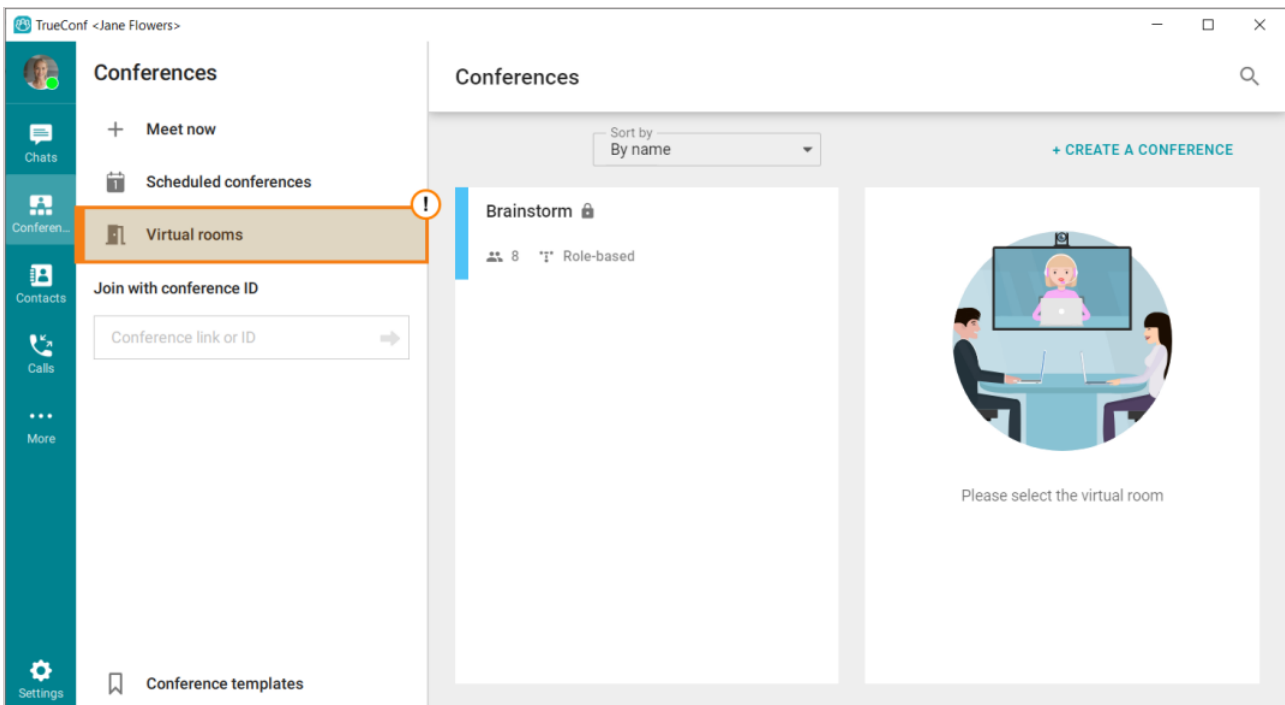 TrueConf <Jane Flowers>
Chats
Conferen...
Contacts
Calls
More
Settings
Conferences
Meet now
Scheduled conferences
Virtual rooms
!
Join with conference ID
Conference link or ID
Conference templates
Conferences
Sort by
By name
+ CREATE A CONFERENCE
Brainstorm
8 Role-based
Please select the virtual room